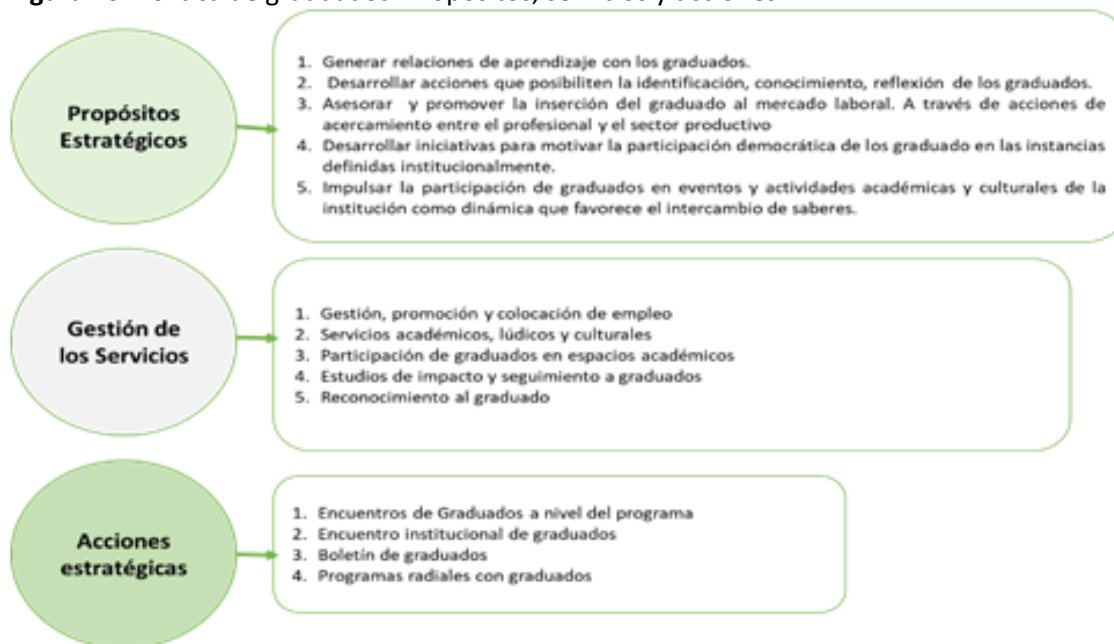 Propósitos
Estratégicos
1. Generar relaciones de aprendizaje con los graduados.
2. Desarrollar acciones que posibiliten la identificación, conocimiento, reflexión de los graduados.
3. Asesorar y promover la inserción del graduado al mercado laboral. A través de acciones de
acercamiento entre el profesional y el sector productivo
4. Desarrollar iniciativas para motivar la participación democrática de los graduado en las instancias
definidas institucionalmente.
5. Impulsar la participación de graduados en eventos y actividades académicas y culturales de la
institución como dinámica que favorece el intercambio de saberes.
Gestión de
los Servicios
1. Gestión, promoción y colocación de empleo
2. Servicios académicos, lúdicos y culturales
3. Participación de graduados en espacios académicos
4. Estudios de impacto y seguimiento a graduados
5. Reconocimiento al graduado
Acciones
estratégicas
1. Encuentros de Graduados a nivel del programa
2. Encuentro institucional de graduados
3. Boletín de graduados
4. Programas radiales con graduados